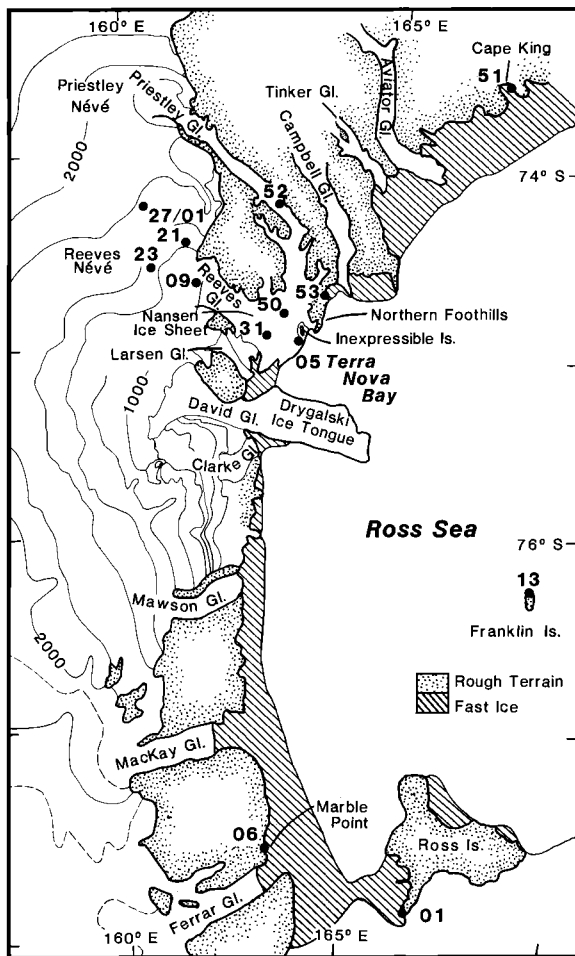 160° E
165° E
Cape King
51
Priestley
Névé
Priestley Gl.
Tinker Gl.
Aviator Gl.
Campbell Gl.
2000
74° S
52
27/01
21
Reeves
Névé
23
09
Reeves Gl.
53
50
Nansen
Ice Sheet
31
Northern Foothills
Inexpressible Is.
Larsen Gl.
05
Terra
Nova
Bay
1000
David Gl.
Drygalski
Ice Tongue
Clarke Gl.
Ross Sea
76° S
13
Franklin Is.
Mawson Gl.
2000
Rough Terrain
Fast Ice
MacKay Gl.
Marble
Point
06
Ross Is.
Ferrar Gl.
01
160° E
165° E